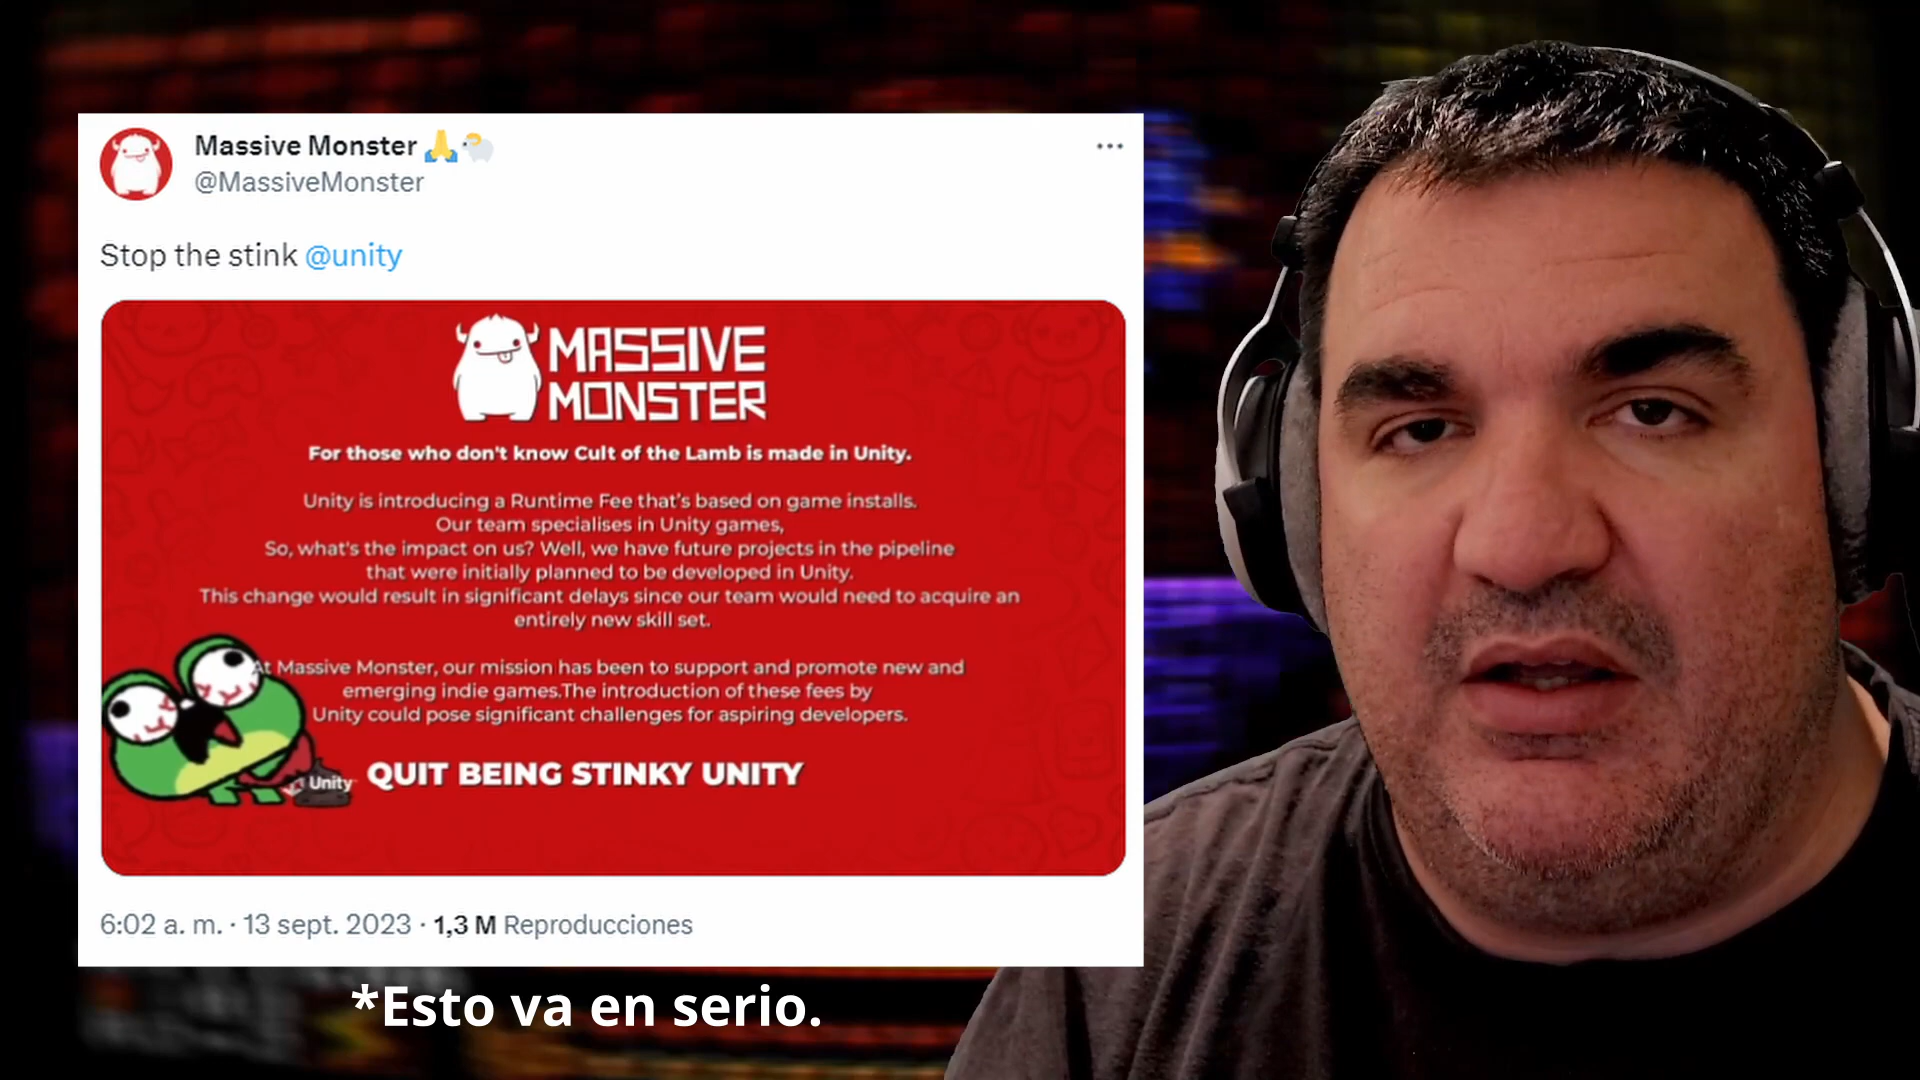 Massive Monster 🙏🐏
@MassiveMonster
Stop the stink @unity
MASSIVE
MONSTER
For those who don't know Cult of the Lamb is made in Unity.
Unity is introducing a Runtime Fee that's based on game installs.
Our team specialises in Unity games,
So, what's the impact on us? Well, we have future projects in the pipeline
that were initially planned to be developed in Unity.
This change would result in significant delays since our team would need to acquire an
entirely new skill set.
At Massive Monster, our mission has been to support and promote new and
emerging indie games.The introduction of these fees by
Unity could pose significant challenges for aspiring developers.
Unity
QUIT BEING STINKY UNITY
6:02 a. m. · 13 sept. 2023 · 1,3 M Reproducciones
*Esto va en serio.